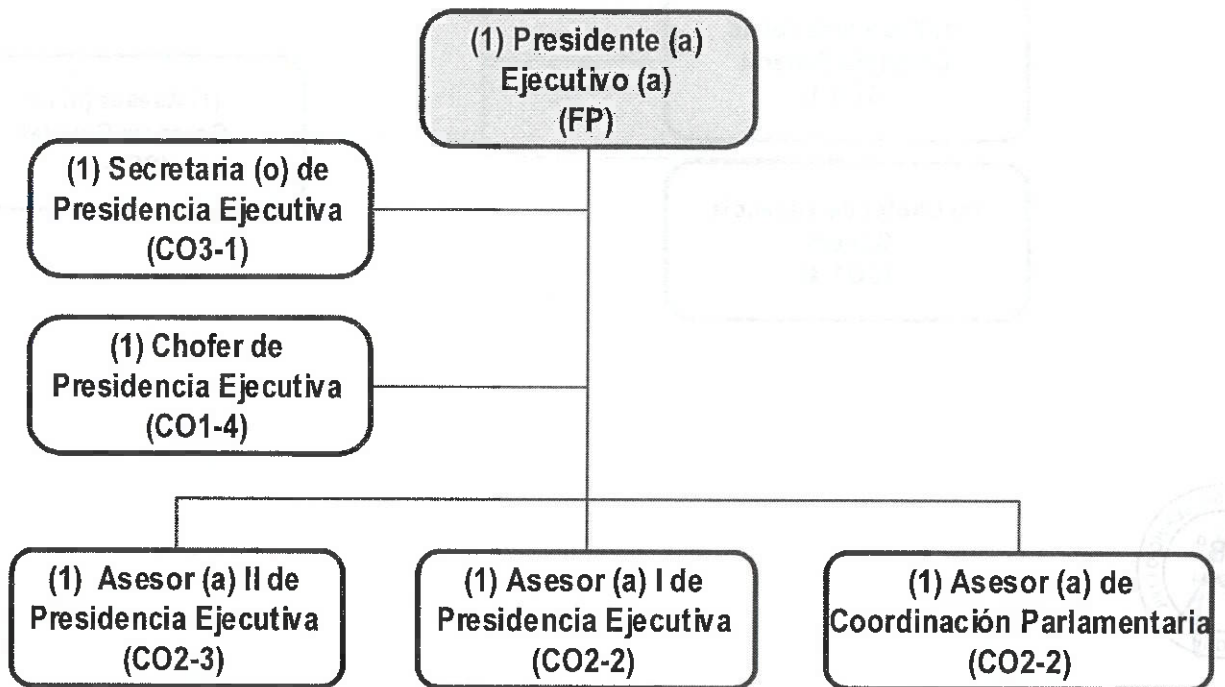 (1) Presidente (a)
Ejecutivo (a)
(FP)
(1) Secretaria (o) de
Presidencia Ejecutiva
(CO3-1)
(1) Chofer de
Presidencia Ejecutiva
(CO1-4)
(1) Asesor (a) II de
Presidencia Ejecutiva
(CO2-3)
(1) Asesor (a) I de
Presidencia Ejecutiva
(CO2-2)
(1) Asesor (a) de
Coordinación Parlamentaria
(CO2-2)